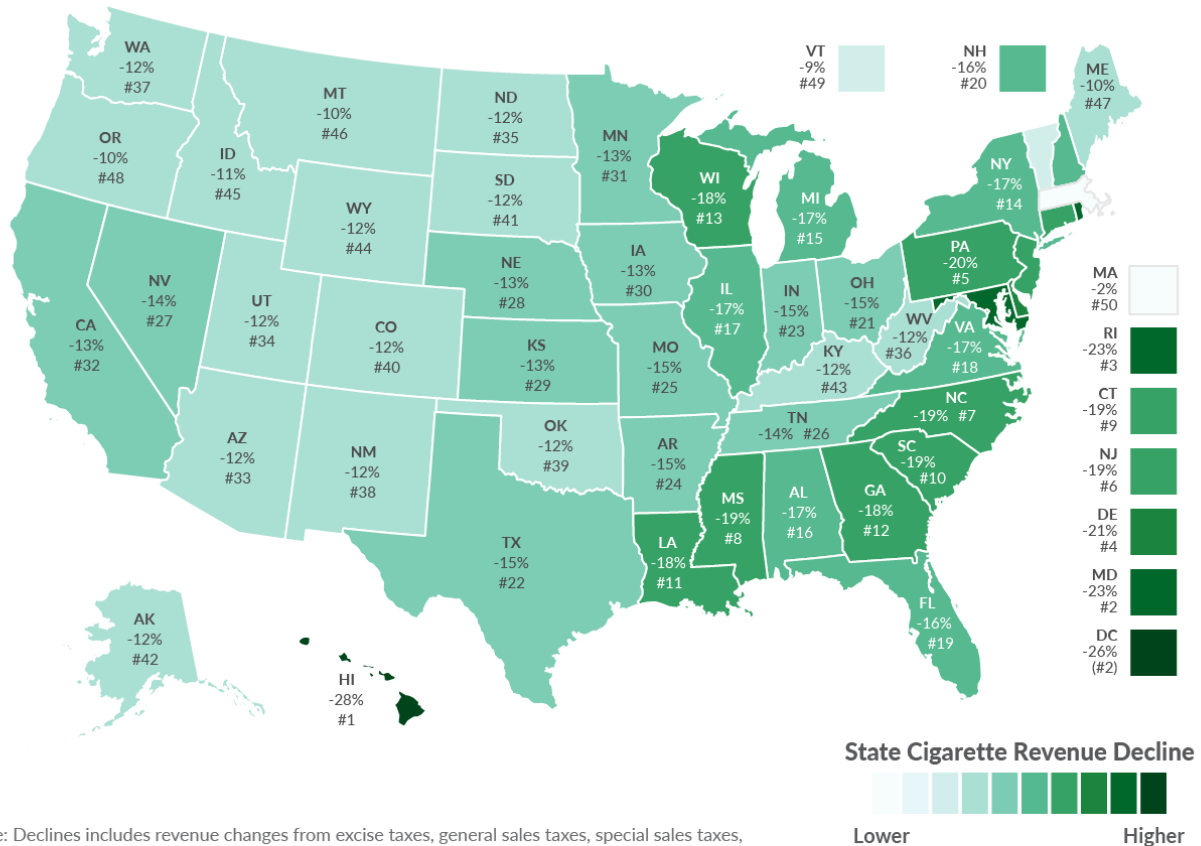 WA
-12%
#37
OR
-10%
#48
CA
-13%
#32
NV
-14%
#27
ID
-11%
#45
MT
-10%
#46
WY
-12%
#44
UT
-12%
#34
AZ
-12%
#33
CO
-12%
#40
NM
-12%
#38
ND
-12%
#35
SD
-12%
#41
NE
-13%
#28
KS
-13%
#29
OK
-12%
#39
TX
-15%
#22
MN
-13%
#31
IA
-13%
#30
MO
-15%
#25
AR
-15%
#24
LA
-18%
#11
WI
-18%
#13
IL
-17%
#17
MI
-17%
#15
IN
-15%
#23
OH
-15%
#21
KY
-12%
#43
TN
-14% #26
MS
-19%
#8
AL
-17%
#16
GA
-18%
#12
FL
-16%
#19
SC
-19%
#10
NC
-19% #7
VA
-17%
#18
WV
-12%
#36
PA
-20%
#5
NY
-17%
#14
VT
-9%
#49
NH
-16%
#20
ME
-10%
#47
MA
-2%
#50
RI
-23%
#3
CT
-19%
#9
NJ
-19%
#6
DE
-21%
#4
MD
-23%
#2
DC
-26%
(#2)
AK
-12%
#42
HI
-28%
#1
State Cigarette Revenue Decline
Lower Higher
e: Declines includes revenue changes from excise taxes, general sales taxes, special sales taxes,